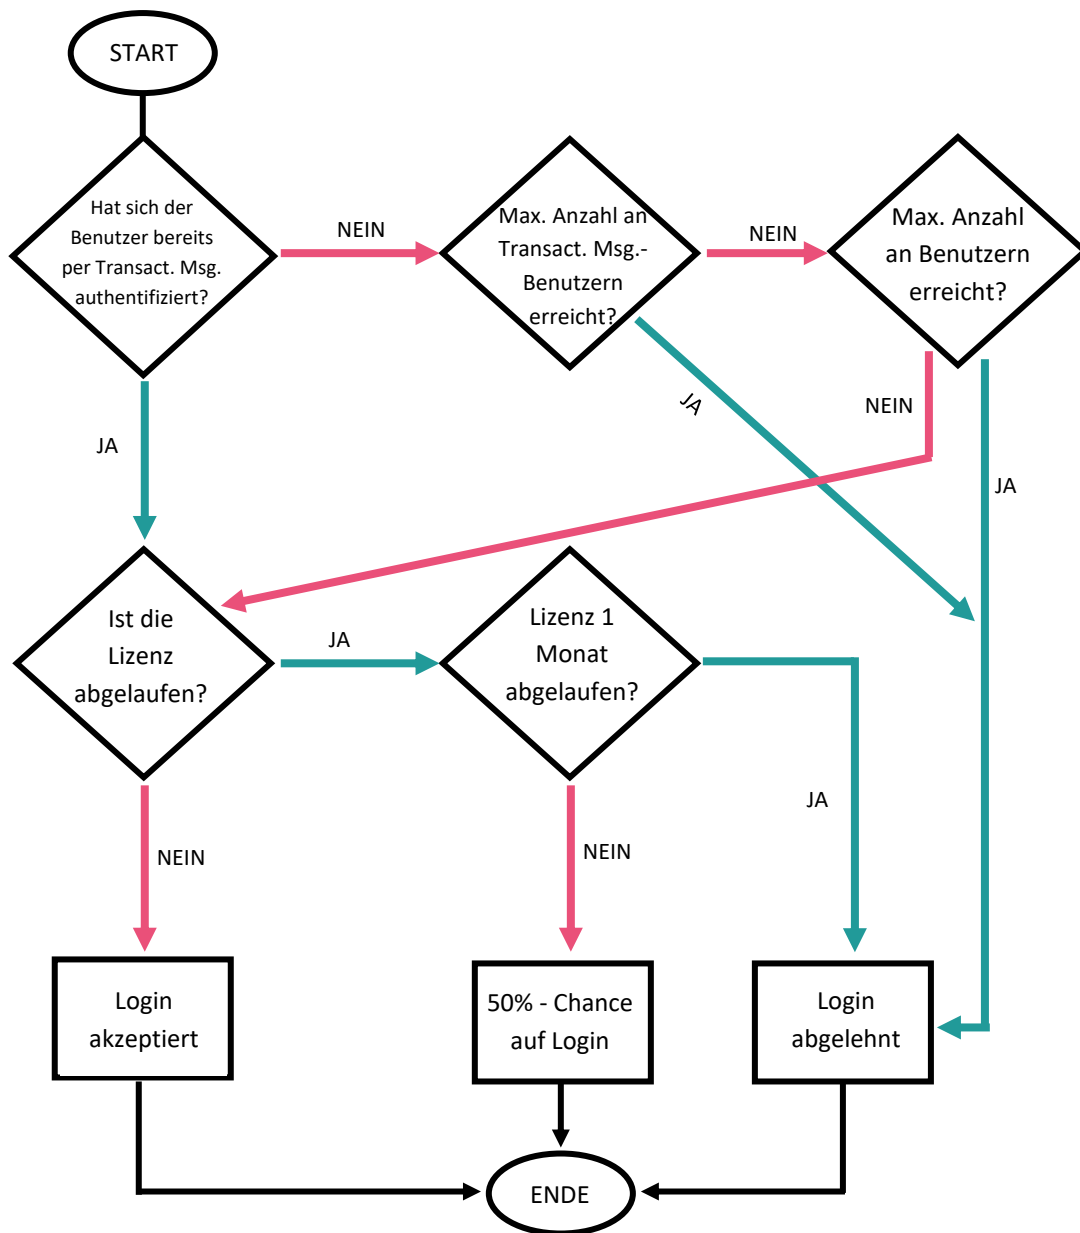 START
Hat sich der
Benutzer bereits
per Transact. Msg.
authentifiziert?
NEIN
Max. Anzahl an
Transact. Msg.-
Benutzern
erreicht?
NEIN
Max. Anzahl
an Benutzern
erreicht?
JA
JA
NEIN
JA
Ist die
Lizenz
abgelaufen?
JA
Lizenz 1
Monat
abgelaufen?
JA
NEIN
NEIN
Login
akzeptiert
50% - Chance
auf Login
Login
abgelehnt
ENDE